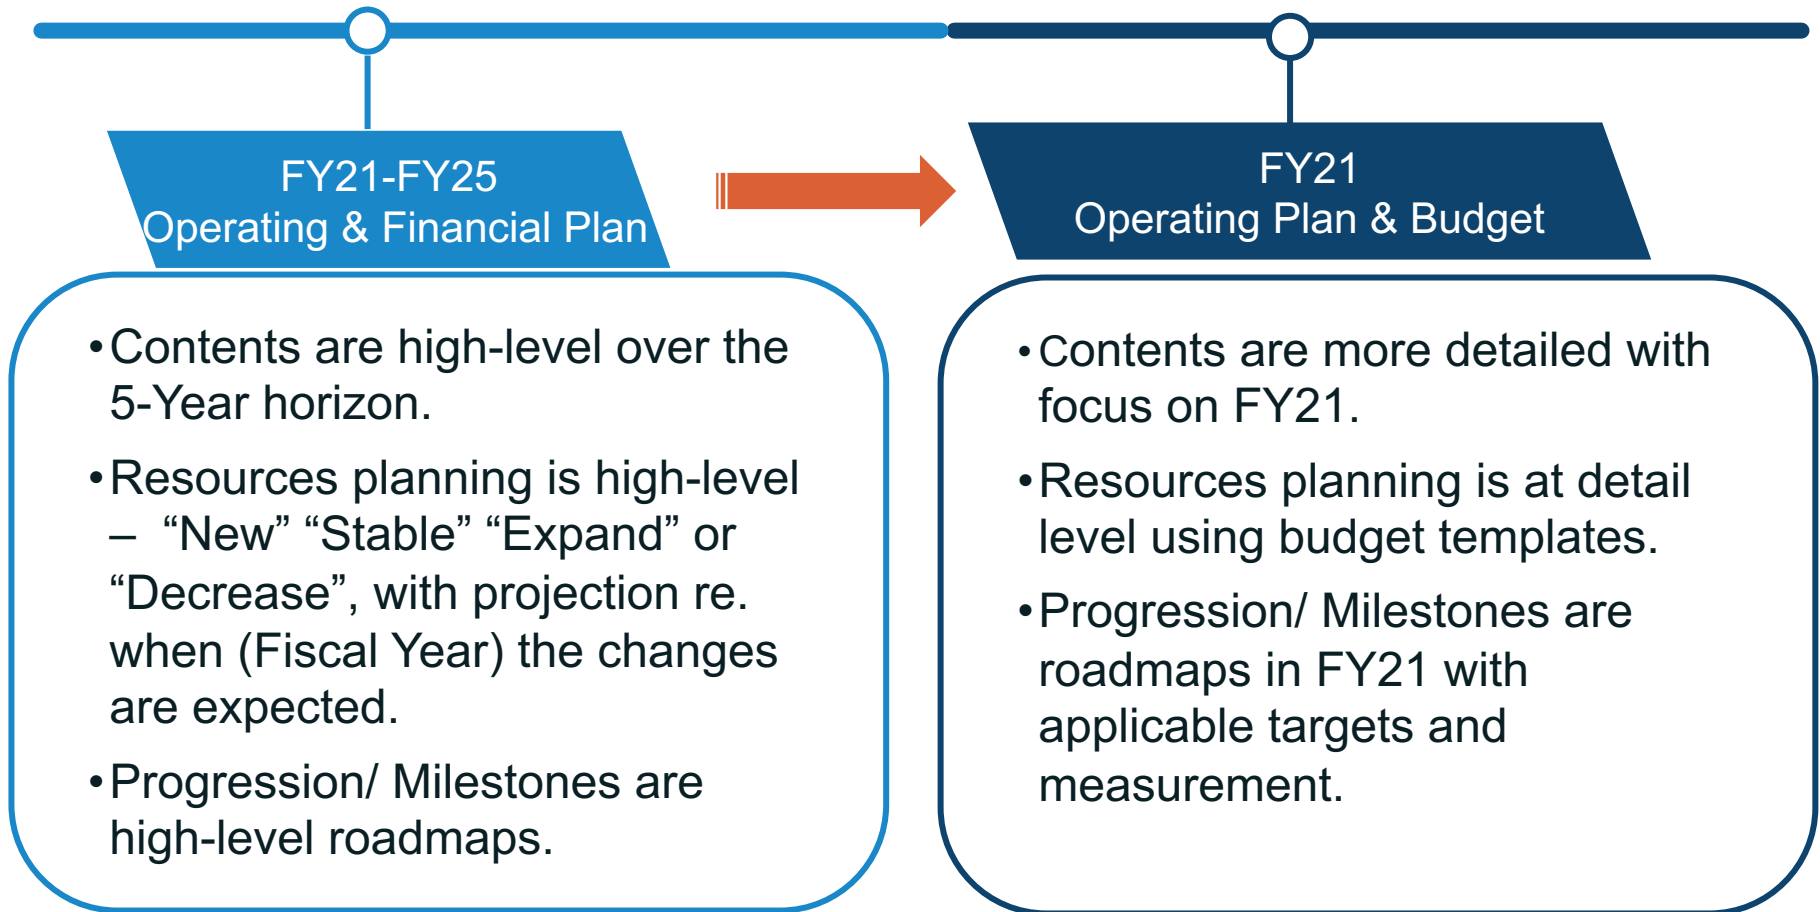 FY21-FY25
Operating & Financial Plan
•Contents are high-level over the
5-Year horizon.
•Resources planning is high-level
– “New” “Stable” “Expand” or
“Decrease”, with projection re.
when (Fiscal Year) the changes
are expected.
•Progression/ Milestones are
high-level roadmaps.
FY21
Operating Plan & Budget
•Contents are more detailed with
focus on FY21.
•Resources planning is at detail
level using budget templates.
•Progression/ Milestones are
roadmaps in FY21 with
applicable targets and
measurement.